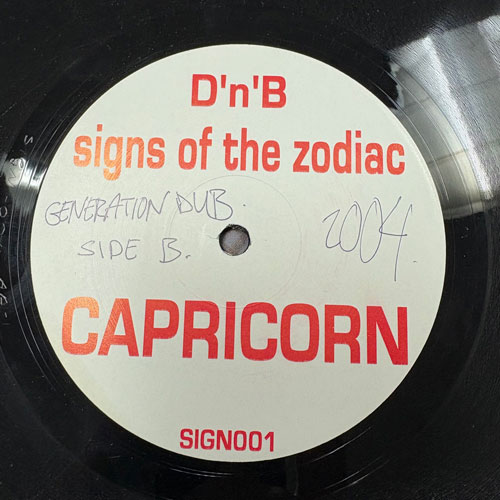 D'n'B
signs of the zodiac
GENERATION DUB.
SIDE B.
2004.
CAPRICORN
SIGN001